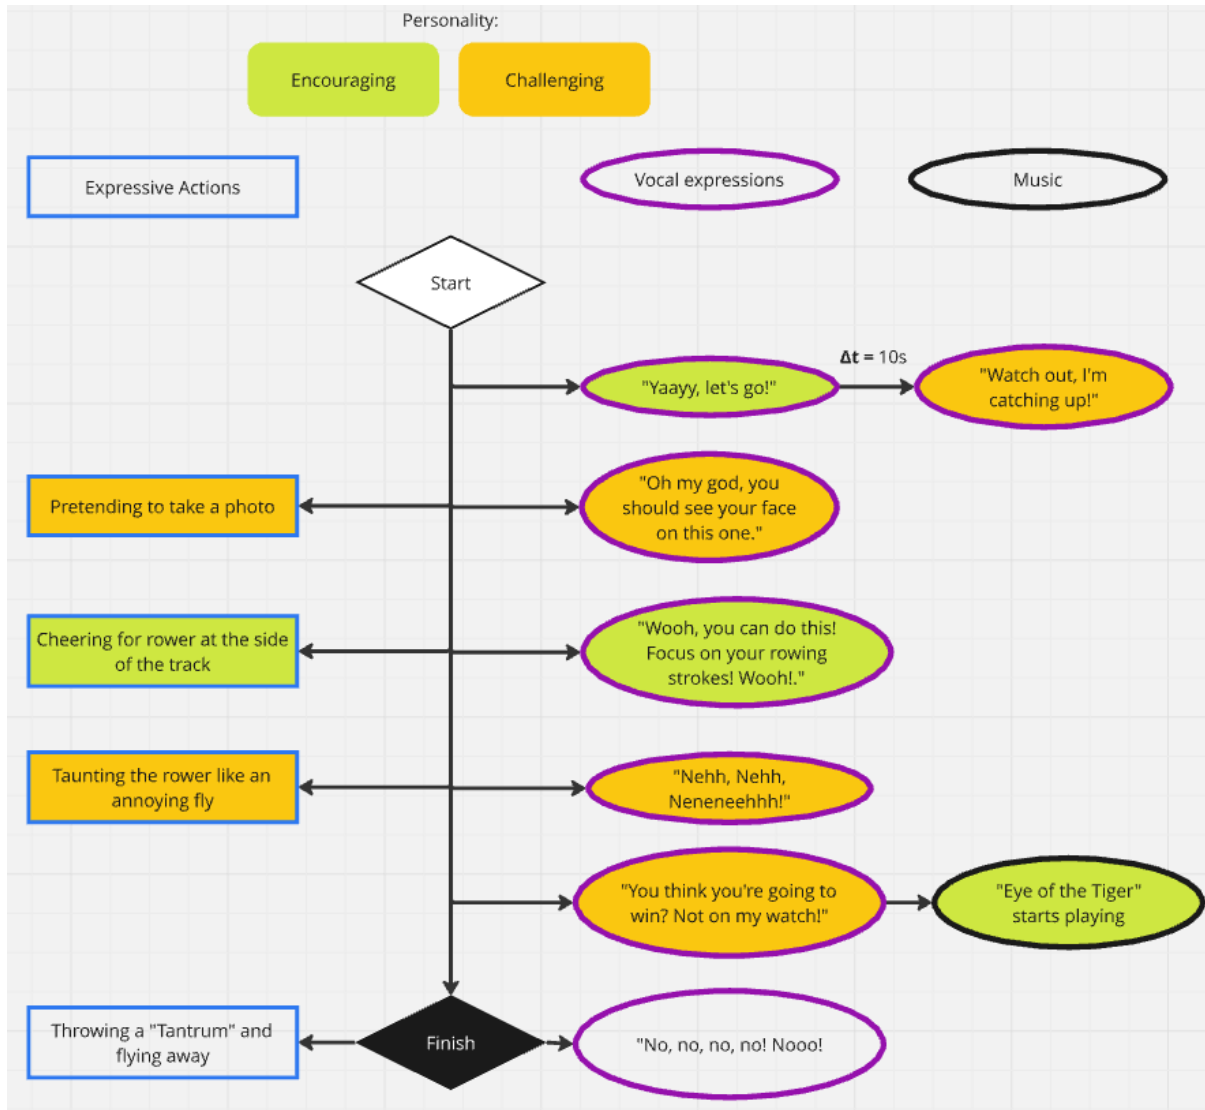 Personality:
Encouraging
Challenging
Expressive Actions
Vocal expressions
Music
Start
Δt = 10s
"Yaayy, let's go!"
"Watch out, I'm
catching up!"
Pretending to take a photo
"Oh my god, you
should see your face
on this one."
Cheering for rower at the side
of the track
"Wooh, you can do this!
Focus on your rowing
strokes! Wooh!."
Taunting the rower like an
annoying fly
"Nehh, Nehh,
Neneneehhh!"
"You think you're going to
win? Not on my watch!"
"Eye of the Tiger"
starts playing
Throwing a "Tantrum" and
flying away
Finish
"No, no, no, no! Nooo!